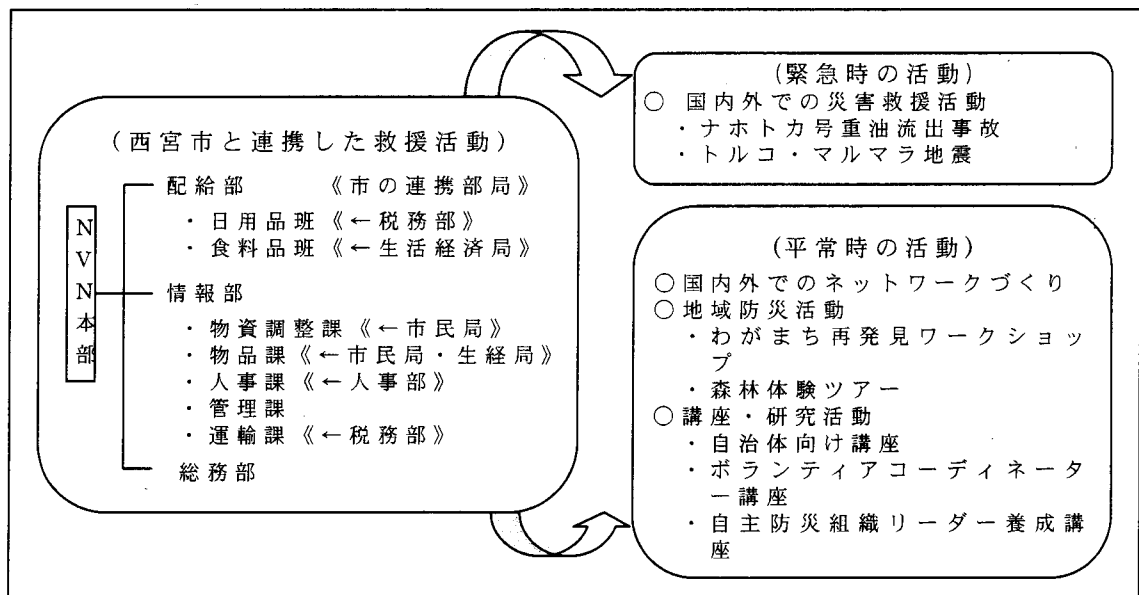 (西宮市と連携した救援活動)
NVN本部
配給部 《市の連携部局》
・日用品班《←税務部》
・食料品班《←生活経済局》
情報部
・物資調整課《←市民局》
・物品課《←市民局・生経局》
・人事課《←人事部》
・管理課
・運輸課《←税務部》
総務部
(緊急時の活動)
○ 国内外での災害救援活動
・ナホトカ号重油流出事故
・トルコ・マルマラ地震
(平常時の活動)
○国内外でのネットワークづくり
○地域防災活動
・わがまち再発見ワークショッ
プ
・森林体験ツアー
○講座・研究活動
・自治体向け講座
・ボランティアコーディネータ
ー講座
・自主防災組織リーダー養成講
座